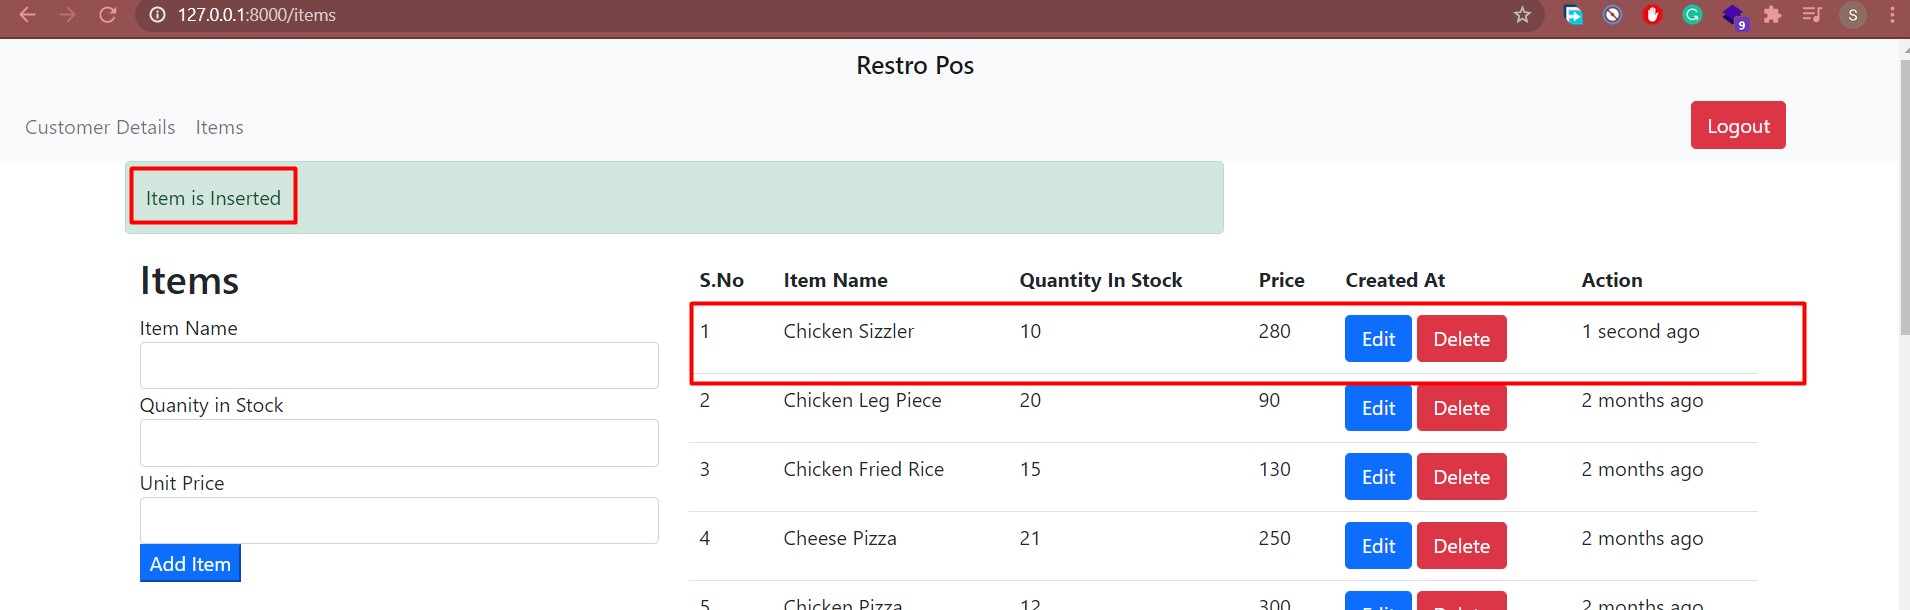 127.0.0.1:8000/items
9
S
Restro Pos
Customer Details Items
Logout
Item is Inserted
Items
Item Name
Quanity in Stock
Unit Price
Add Item
S.No Item Name Quantity In Stock Price Created At Action
1 Chicken Sizzler 10 280 Edit Delete 1 second ago
2 Chicken Leg Piece 20 90 Edit Delete 2 months ago
3 Chicken Fried Rice 15 130 Edit Delete 2 months ago
4 Cheese Pizza 21 250 Edit Delete 2 months ago
5 Chicken Pizza 12 300 Edit Delete 2 months ago